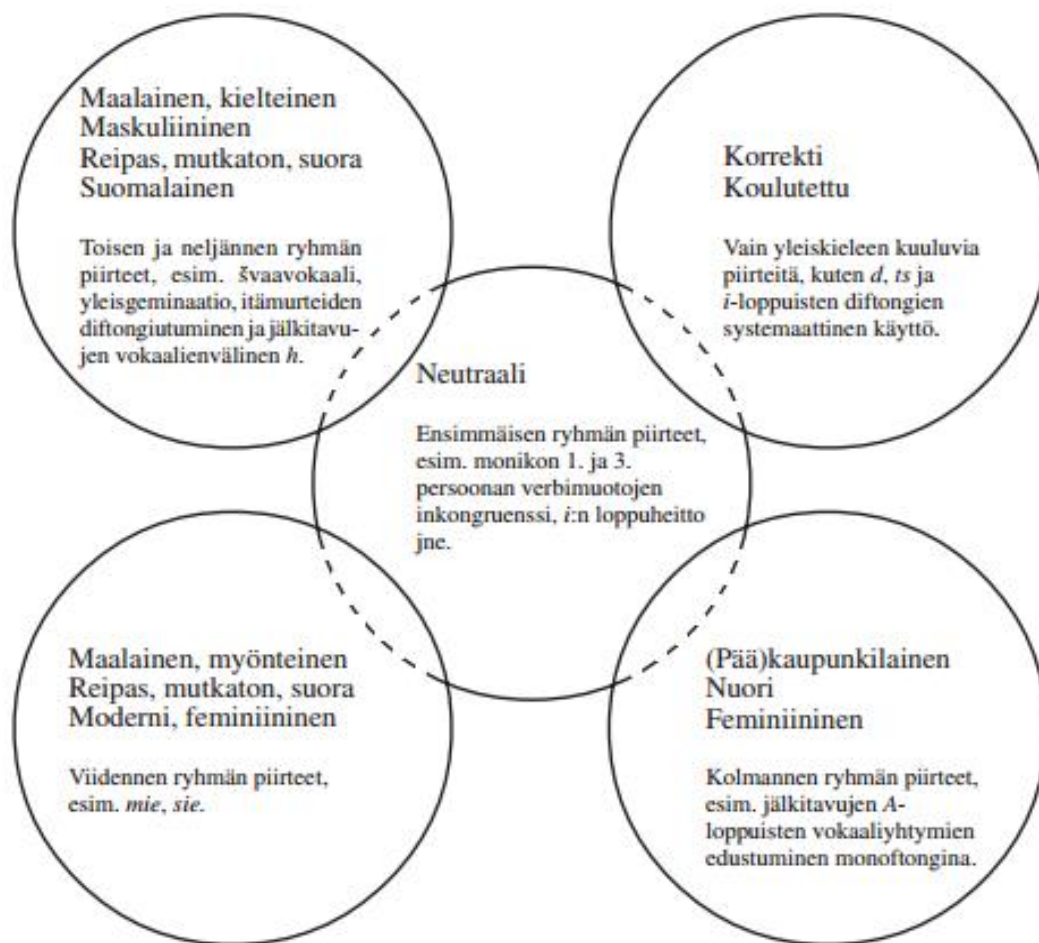 Maalainen, kielteinen
Maskuliininen
Reipas, mutkaton, suora
Suomalainen
Toisen ja neljännen ryhmän
piirteet, esim. švaavokaali,
yleisgeminaatio, itämurteiden
diftongiutuminen ja jälkitavu-
jen vokaalienvälinen h.
Korrekti
Koulutettu
Vain yleiskieleen kuuluvia
piirteitä, kuten d, ts ja
i-loppuisten diftongien
systemaattinen käyttö.
Neutraali
Ensimmäisen ryhmän piirteet,
esim. monikon 1. ja 3.
persoonan verbimuotojen
inkongruenssi, i:n loppuheitto
jne.
Maalainen, myönteinen
Reipas, mutkaton, suora
Moderni, feminiininen
Viidennen ryhmän piirteet,
esim. mie, sie.
(Pää)kaupunkilainen
Nuori
Feminiininen
Kolmannen ryhmän piirteet,
esim. jälkitavujen A-
loppuisten vokaaliyhtymien
edustuminen monoftongina.